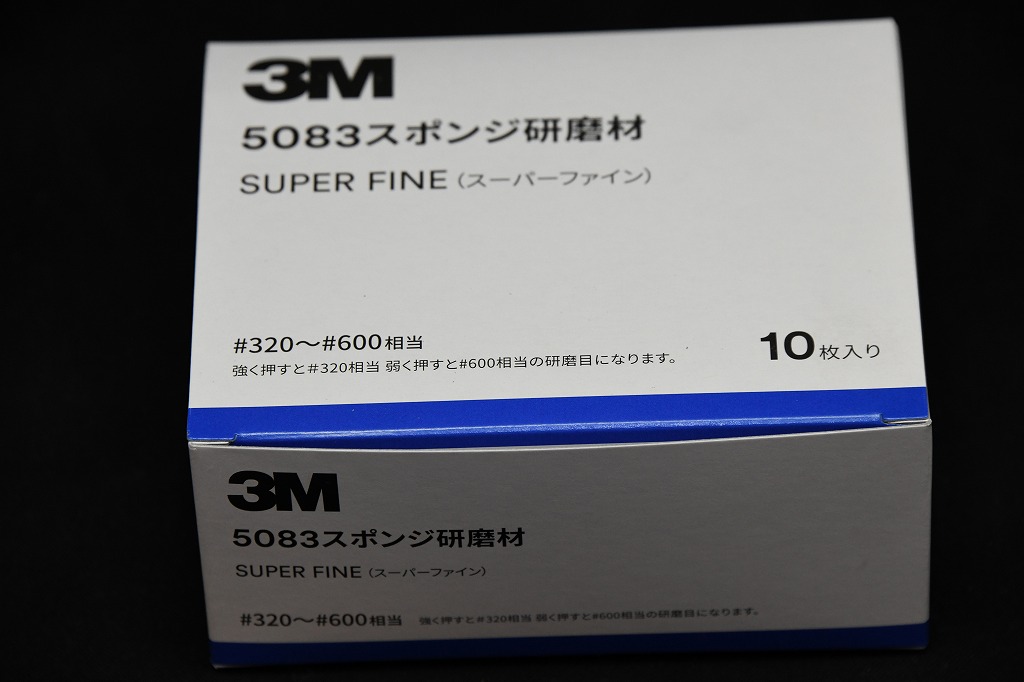 3M
5083スポンジ研磨材
SUPER FINE（スーパーファイン）
#320～#600相当
強く押すと#320相当 弱く押すと#600相当の研磨目になります。
10枚入り
3M
5083スポンジ研磨材
SUPER FINE（スーパーファイン）
#320～#600相当 強く押すと#320相当 弱く押すと#600相当の研磨目になります。